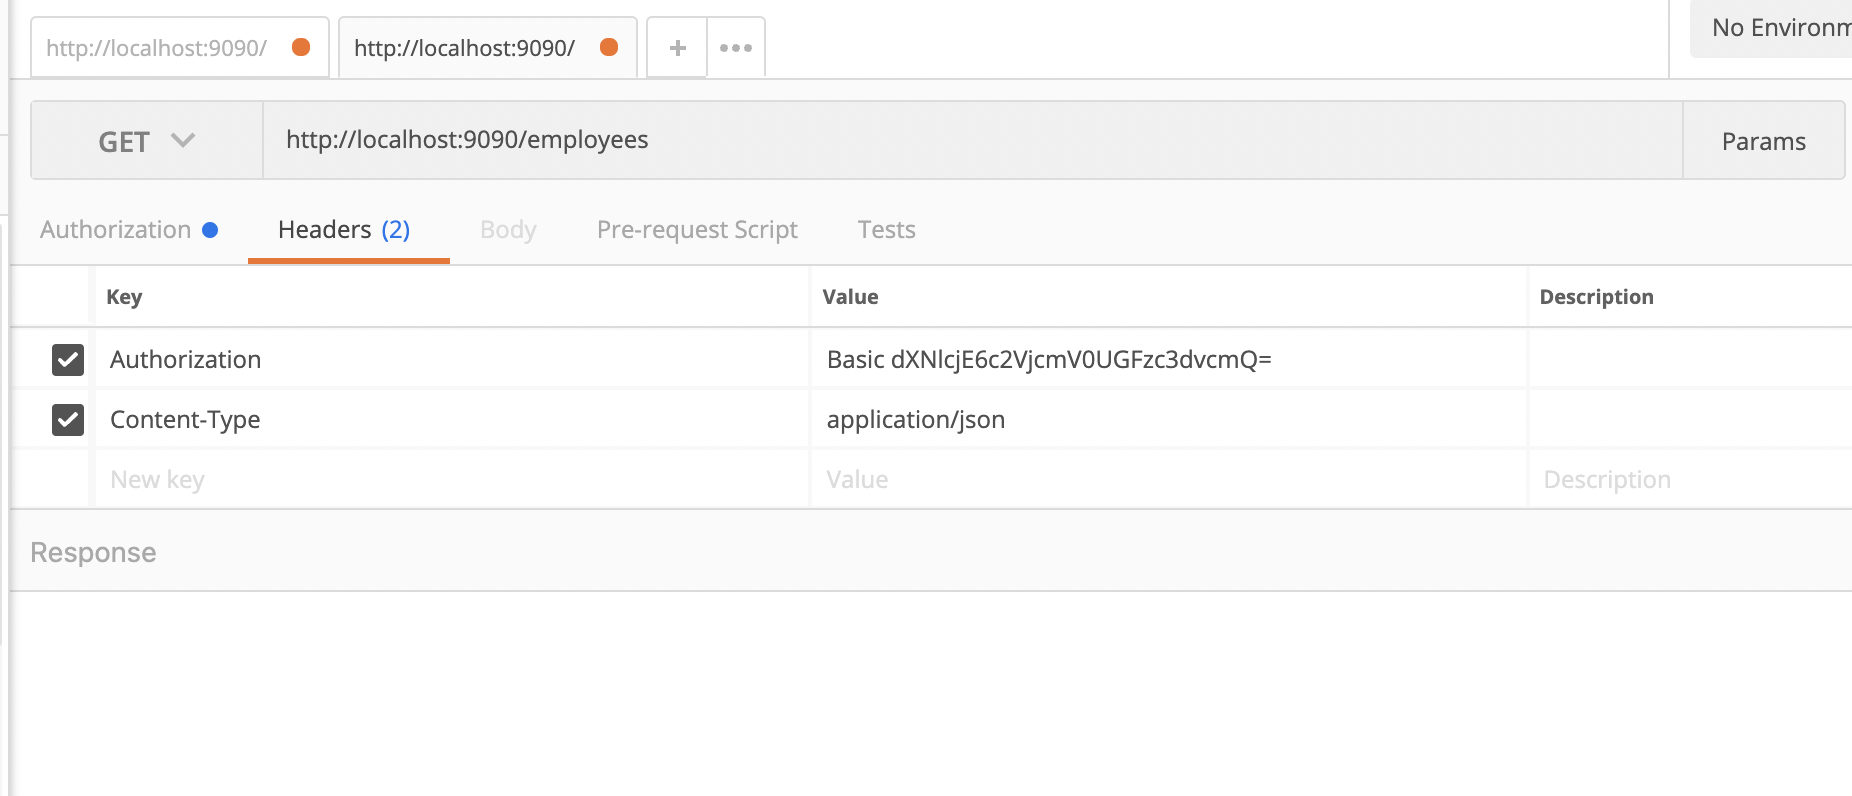 http://localhost:9090/ http://localhost:9090/ + ••• No Environm
GET http://localhost:9090/employees Params
Authorization Headers (2) Body Pre-request Script Tests
Key Value Description
Authorization Basic dXNlcjE6c2VjcmV0UGFzc3dvcmQ=
Content-Type application/json
New key Value Description
Response